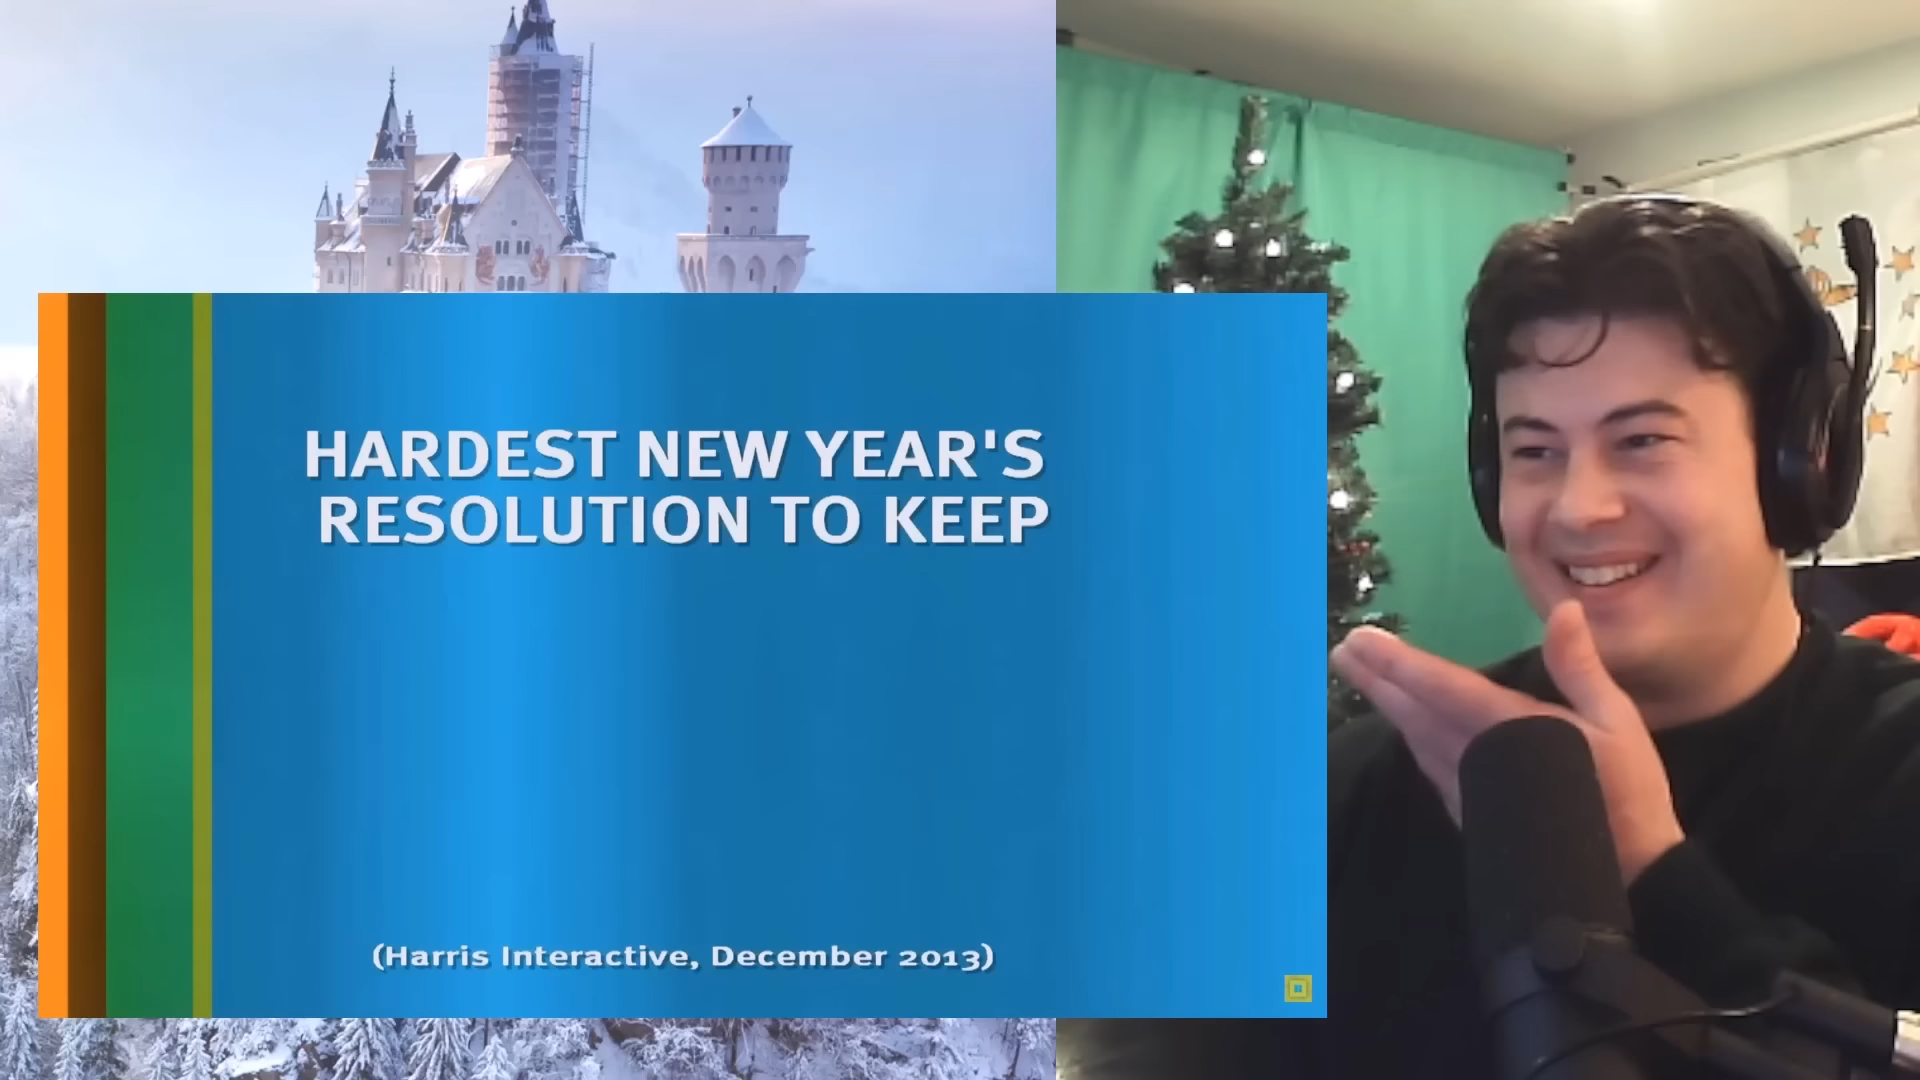 HARDEST NEW YEAR'S
RESOLUTION TO KEEP
(Harris Interactive, December 2013)